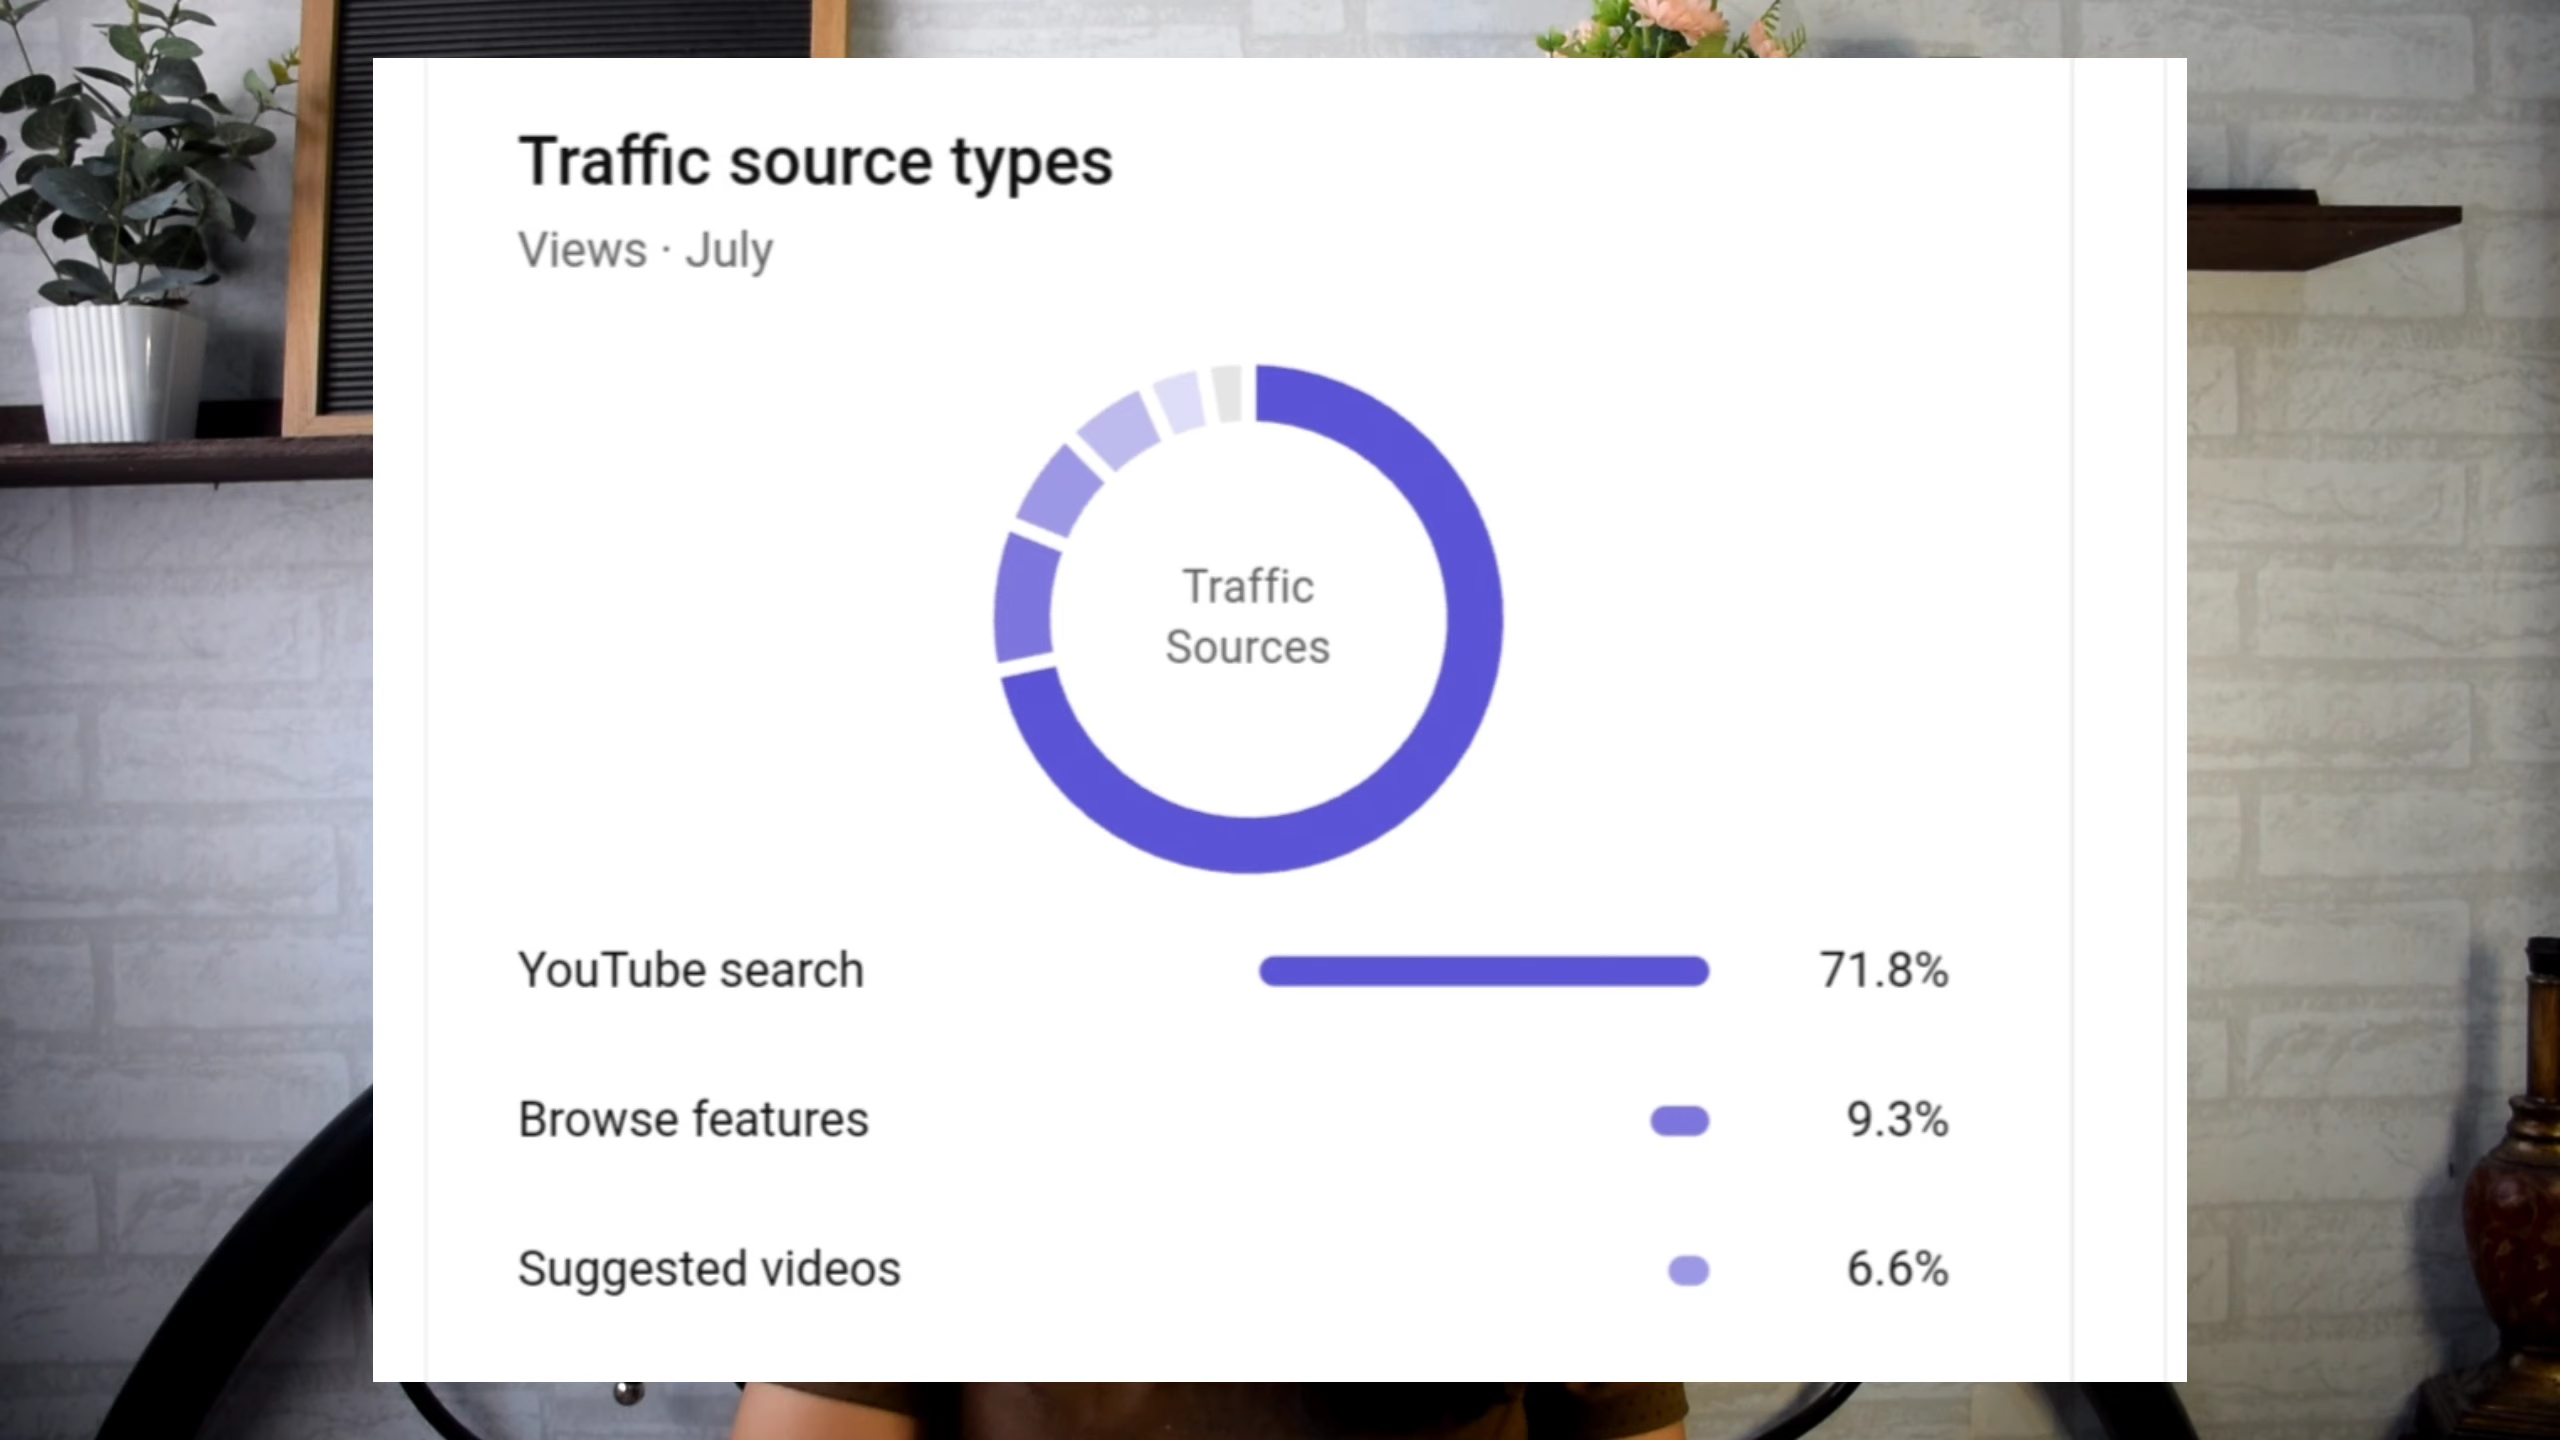 Traffic source types
Views · July
Traffic
Sources
YouTube search 71.8%
Browse features 9.3%
Suggested videos 6.6%